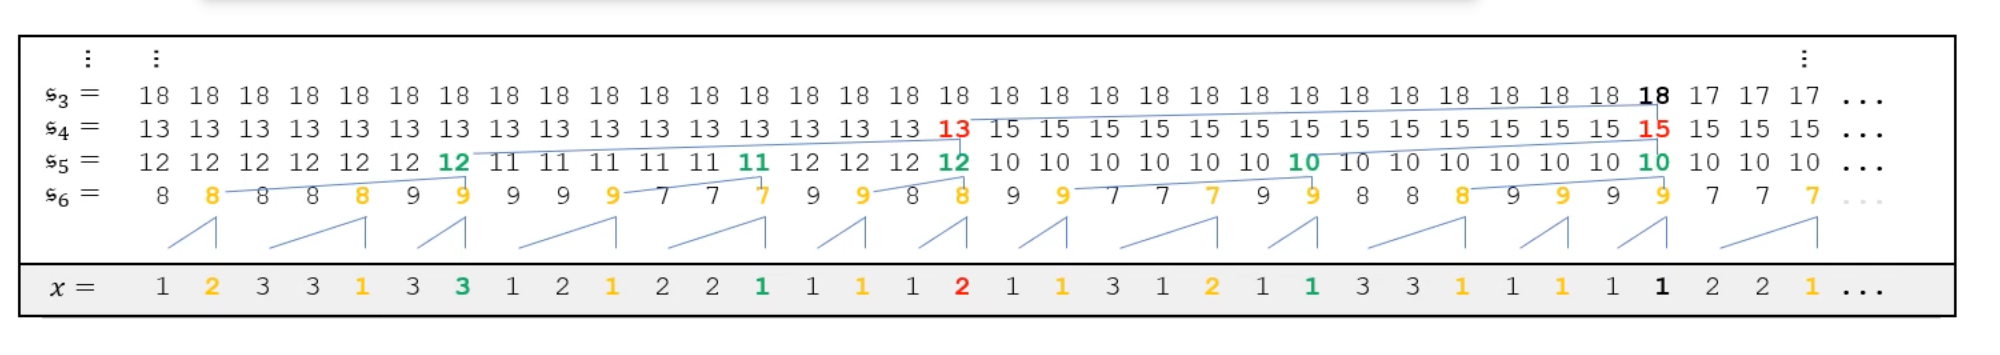 ⋮ ⋮ ⋮
𝔰₃ = 18 18 18 18 18 18 18 18 18 18 18 18 18 18 18 18 18 18 18 18 18 18 18 18 18 18 18 18 18 18 18 17 17 17 ...
𝔰₄ = 13 13 13 13 13 13 13 13 13 13 13 13 13 13 13 13 13 15 15 15 15 15 15 15 15 15 15 15 15 15 15 15 15 15 ...
𝔰₅ = 12 12 12 12 12 12 12 11 11 11 11 11 11 12 12 12 12 10 10 10 10 10 10 10 10 10 10 10 10 10 10 10 10 10 ...
𝔰₆ = 8 8 8 8 8 9 9 9 9 9 7 7 7 9 9 8 8 9 9 7 7 7 9 9 8 8 8 9 9 9 9 7 7 7 ...
x = 1 2 3 3 1 3 3 1 2 1 2 2 1 1 1 1 2 1 1 3 1 2 1 1 3 3 1 1 1 1 1 2 2 1 ...